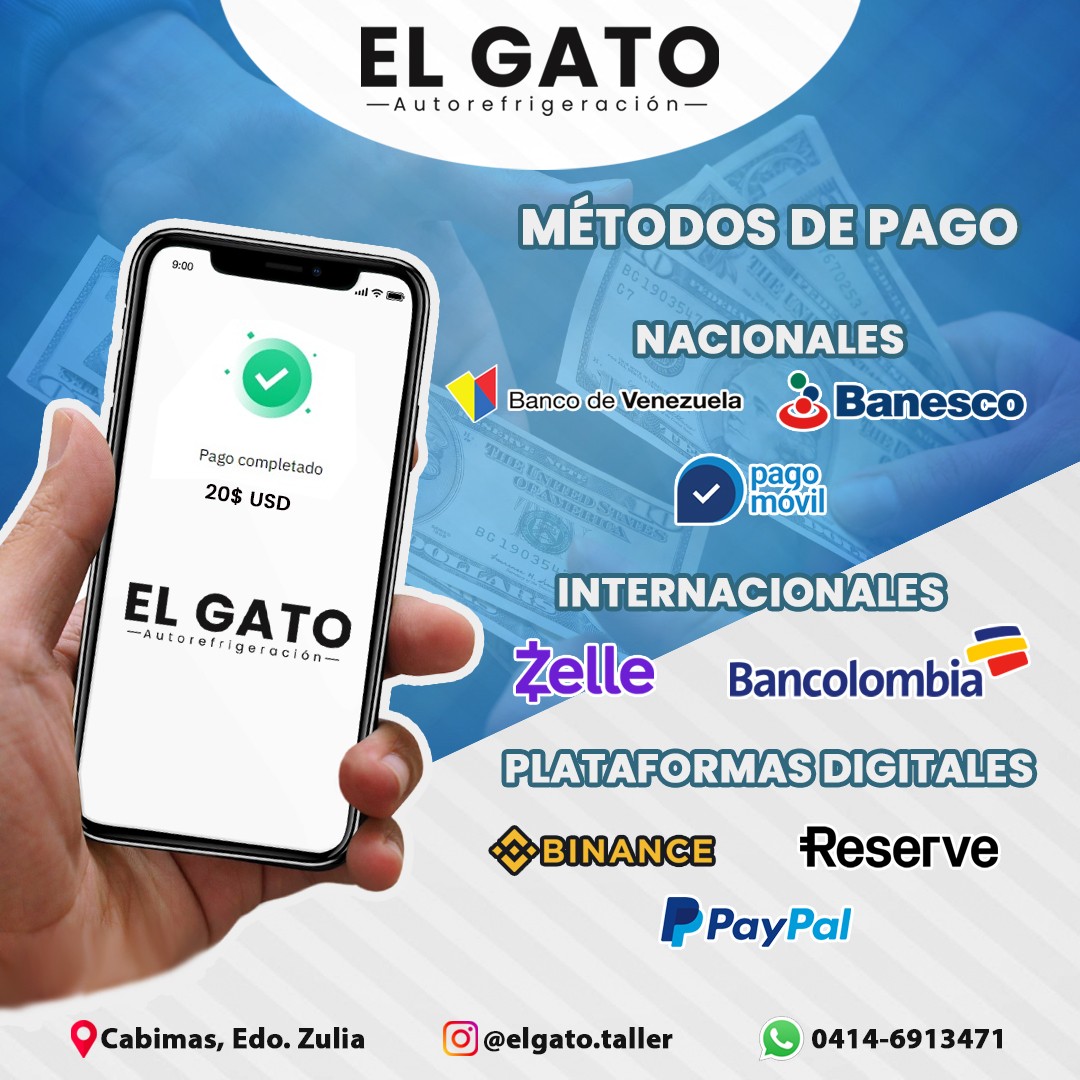 EL GATO
Autorefrigeración
MÉTODOS DE PAGO
NACIONALES
Banco de Venezuela
Banesco
pago
móvil
INTERNACIONALES
Zelle
Bancolombia
PLATAFORMAS DIGITALES
BINANCE
Reserve
PayPal
9:00
Pago completado
20$ USD
EL GATO
Autorefrigeración
Cabimas, Edo. Zulia
@elgato.taller
0414-6913471